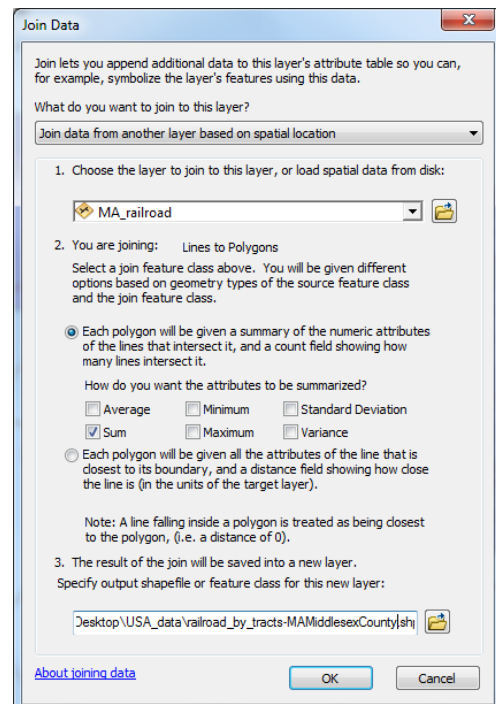 Join Data
Join lets you append additional data to this layer's attribute table so you can,
for example, symbolize the layer's features using this data.
What do you want to join to this layer?
Join data from another layer based on spatial location
1. Choose the layer to join to this layer, or load spatial data from disk:
MA_railroad
2. You are joining: Lines to Polygons
Select a join feature class above. You will be given different
options based on geometry types of the source feature class
and the join feature class.
Each polygon will be given a summary of the numeric attributes
of the lines that intersect it, and a count field showing how
many lines intersect it.
How do you want the attributes to be summarized?
Average Minimum Standard Deviation
Sum Maximum Variance
Each polygon will be given all the attributes of the line that is
closest to its boundary, and a distance field showing how close
the line is (in the units of the target layer).
Note: A line falling inside a polygon is treated as being closest
to the polygon, (i.e. a distance of 0).
3. The result of the join will be saved into a new layer.
Specify output shapefile or feature class for this new layer:
Desktop\USA_data\railroad_by_tracts-MAMiddlesexCounty.shp
About joining data
OK Cancel